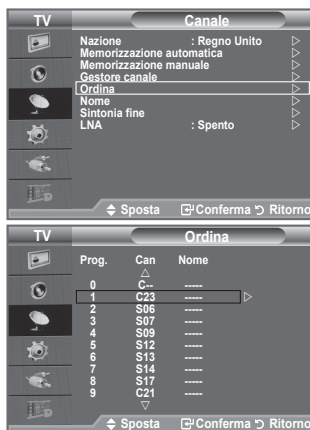 TV Canale
Nazione : Regno Unito
Memorizzazione automatica
Memorizzazione manuale
Gestore canale
Ordina
Nome
Sintonia fine
LNA : Spento
Sposta Conferma Ritorno
TV Ordina
Prog. Can Nome
0 C-- -----
1 C23 -----
2 S06 -----
3 S07 -----
4 S09 -----
5 S12 -----
6 S13 -----
7 S14 -----
8 S17 -----
9 C21 -----
Sposta Conferma Ritorno